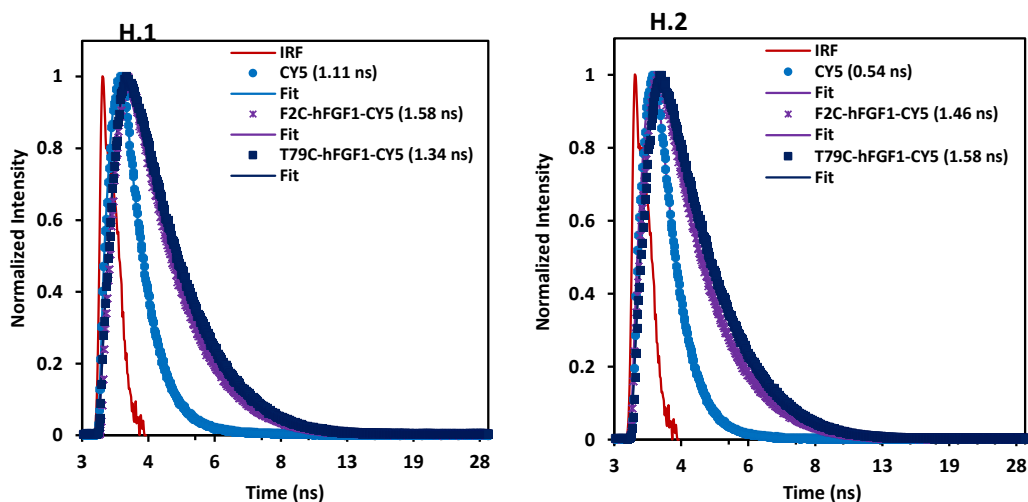 H.1
IRF
CY5 (1.11 ns)
Fit
F2C-hFGF1-CY5 (1.58 ns)
Fit
T79C-hFGF1-CY5 (1.34 ns)
Fit
Normalized Intensity
1
0.8
0.6
0.4
0.2
0
3 4 6 8 13 19 28
Time (ns)
H.2
IRF
CY5 (0.54 ns)
Fit
F2C-hFGF1-CY5 (1.46 ns)
Fit
T79C-hFGF1-CY5 (1.58 ns)
Fit
Normalized Intensity
1
0.8
0.6
0.4
0.2
0
3 4 6 8 13 19 28
Time (ns)